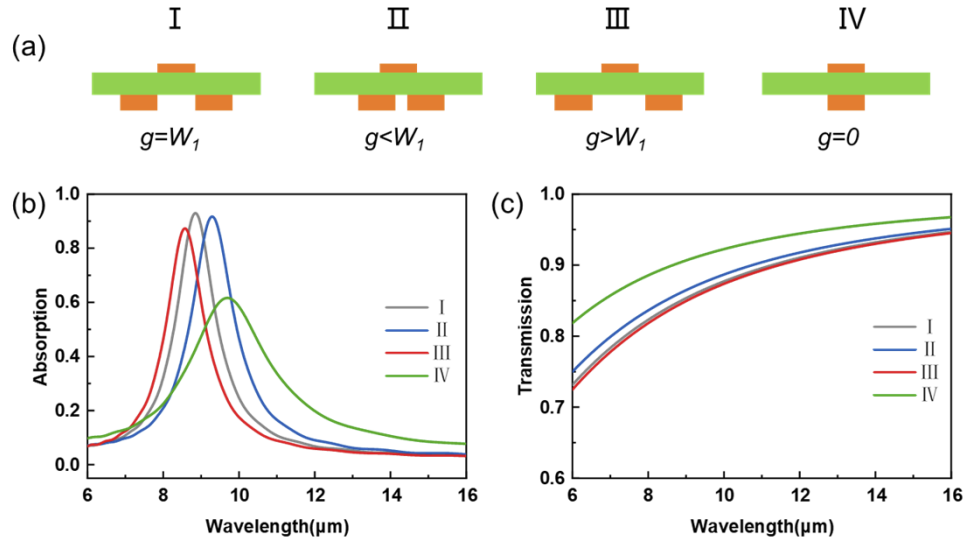 Ⅰ Ⅱ Ⅲ Ⅳ
(a)
g=W₁ g<W₁ g>W₁ g=0
(b)
1.0
0.8
0.6
0.4
0.2
0.0
Absorption
Ⅰ
Ⅱ
Ⅲ
Ⅳ
6 8 10 12 14 16
Wavelength(μm)
(c)
1.0
0.9
0.8
0.7
0.6
Transmission
Ⅰ
Ⅱ
Ⅲ
Ⅳ
6 8 10 12 14 16
Wavelength(μm)